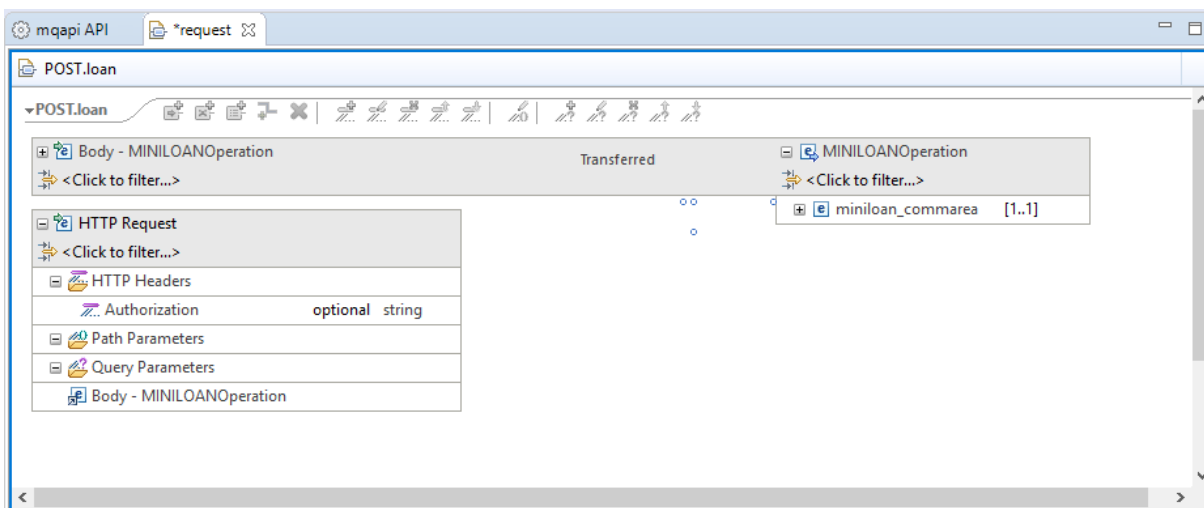 mqapi API
*request
POST.loan
POST.loan
Body - MINILOANOperation
<Click to filter...>
Transferred
MINILOANOperation
<Click to filter...>
miniloan_commarea [1..1]
HTTP Request
<Click to filter...>
HTTP Headers
Authorization optional string
Path Parameters
Query Parameters
Body - MINILOANOperation